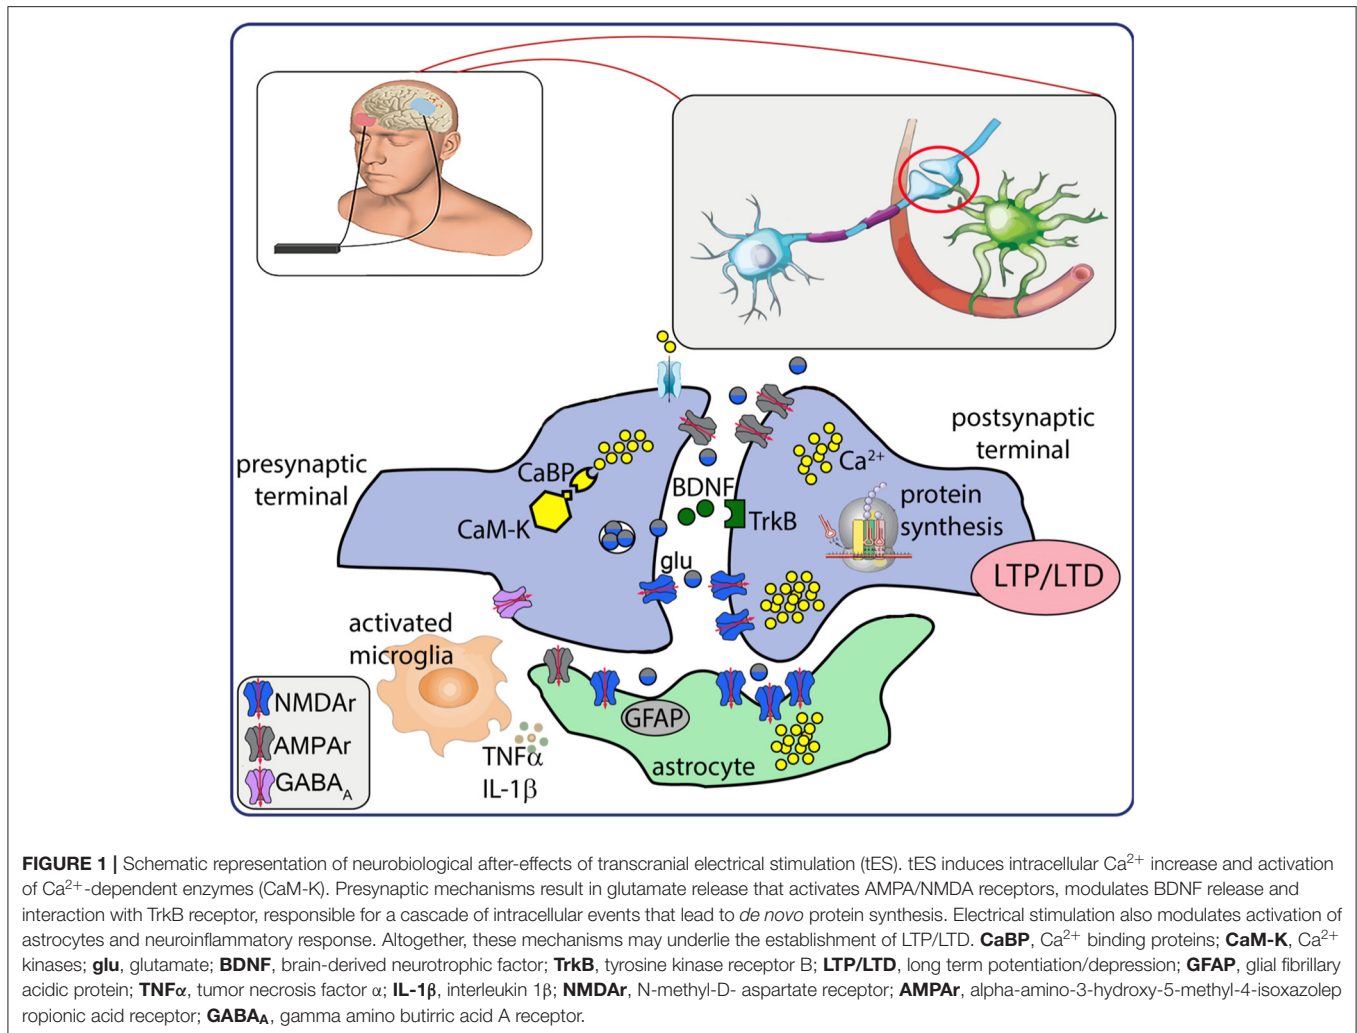 presynaptic
terminal
postsynaptic
terminal
CaBP
CaM-K
Ca²⁺
BDNF
TrkB
protein
synthesis
glu
LTP/LTD
activated
microglia
NMDAr
AMPAr
GABA_A
TNFα
IL-1β
GFAP
astrocyte
FIGURE 1 | Schematic representation of neurobiological after-effects of transcranial electrical stimulation (tES). tES induces intracellular Ca²⁺ increase and activation
of Ca²⁺-dependent enzymes (CaM-K). Presynaptic mechanisms result in glutamate release that activates AMPA/NMDA receptors, modulates BDNF release and
interaction with TrkB receptor, responsible for a cascade of intracellular events that lead to de novo protein synthesis. Electrical stimulation also modulates activation of
astrocytes and neuroinflammatory response. Altogether, these mechanisms may underlie the establishment of LTP/LTD. CaBP, Ca²⁺ binding proteins; CaM-K, Ca²⁺
kinases; glu, glutamate; BDNF, brain-derived neurotrophic factor; TrkB, tyrosine kinase receptor B; LTP/LTD, long term potentiation/depression; GFAP, glial fibrillary
acidic protein; TNFα, tumor necrosis factor α; IL-1β, interleukin 1β; NMDAr, N-methyl-D- aspartate receptor; AMPAr, alpha-amino-3-hydroxy-5-methyl-4-isoxazolep
ropionic acid receptor; GABA_A, gamma amino butirric acid A receptor.